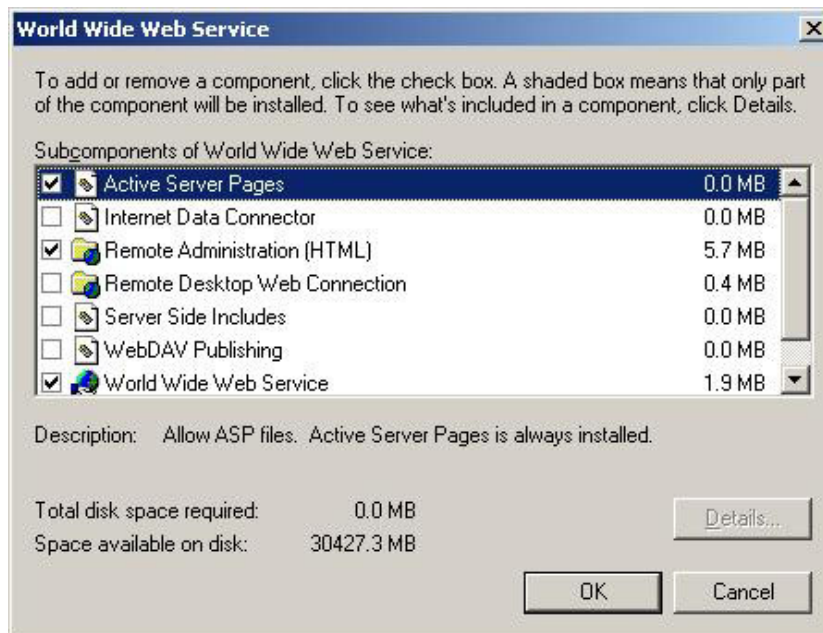 World Wide Web Service
To add or remove a component, click the check box. A shaded box means that only part
of the component will be installed. To see what's included in a component, click Details.
Subcomponents of World Wide Web Service:
Active Server Pages 0.0 MB
Internet Data Connector 0.0 MB
Remote Administration (HTML) 5.7 MB
Remote Desktop Web Connection 0.4 MB
Server Side Includes 0.0 MB
WebDAV Publishing 0.0 MB
World Wide Web Service 1.9 MB
Description: Allow ASP files. Active Server Pages is always installed.
Total disk space required: 0.0 MB
Space available on disk: 30427.3 MB
Details...
OK Cancel